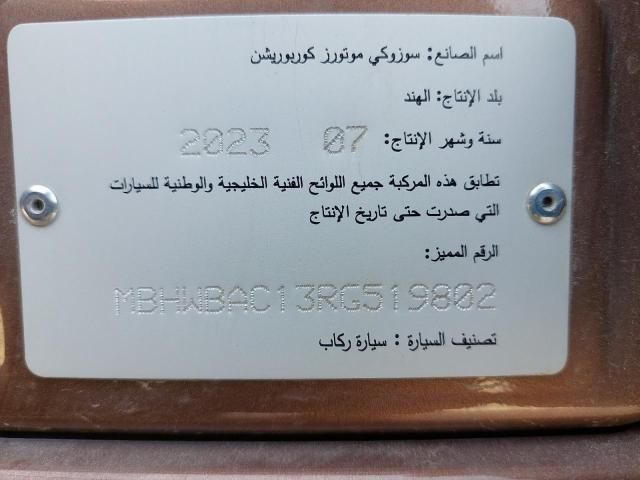 اسم الصانع: سوزوكي موتورز كوربوريشن
بلد الإنتاج: الهند
سنة وشهر الإنتاج: 07 2023
تطابق هذه المركبة جميع اللوائح الفنية الخليجية والوطنية للسيارات
التي صدرت حتى تاريخ الإنتاج
الرقم المميز:
MBHWBAC13RG519802
تصنيف السيارة : سيارة ركاب